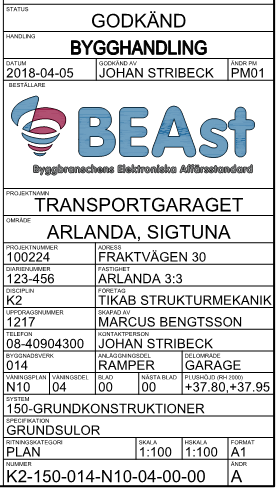 STATUS
GODKÄND
HANDLING
BYGGHANDLING
DATUM GODKÄND AV ÄNDR PM
2018-04-05 JOHAN STRIBECK PM01
BESTÄLLARE
BEAst
Byggbranschens Elektroniska Affärsstandard
PROJEKTNAMN
TRANSPORTGARAGET
OMRÅDE
ARLANDA, SIGTUNA
PROJEKTNUMMER ADRESS
100224 FRAKTVÄGEN 30
DIARIENUMMER FASTIGHET
123-456 ARLANDA 3:3
DISCIPLIN FÖRETAG
K2 TIKAB STRUKTURMEKANIK
UPPDRAGSNUMMER SKAPAD AV
1217 MARCUS BENGTSSON
TELEFON KONTAKTPERSON
08-40904300 JOHAN STRIBECK
BYGGNADSVERK ANLÄGGNINGSDEL DELOMRÅDE
014 RAMPER GARAGE
VÅNINGSPLAN VÅNINGSDEL BLAD NÄSTA BLAD PLUSHÖJD (RH 2000)
N10 04 00 00 +37.80,+37.95
SYSTEM
150-GRUNDKONSTRUKTIONER
SPECIFIKATION
GRUNDSULOR
RITNINGSKATEGORI SKALA HSKALA FORMAT
PLAN 1:100 1:100 A1
NUMMER ÄNDR
K2-150-014-N10-04-00-00 A